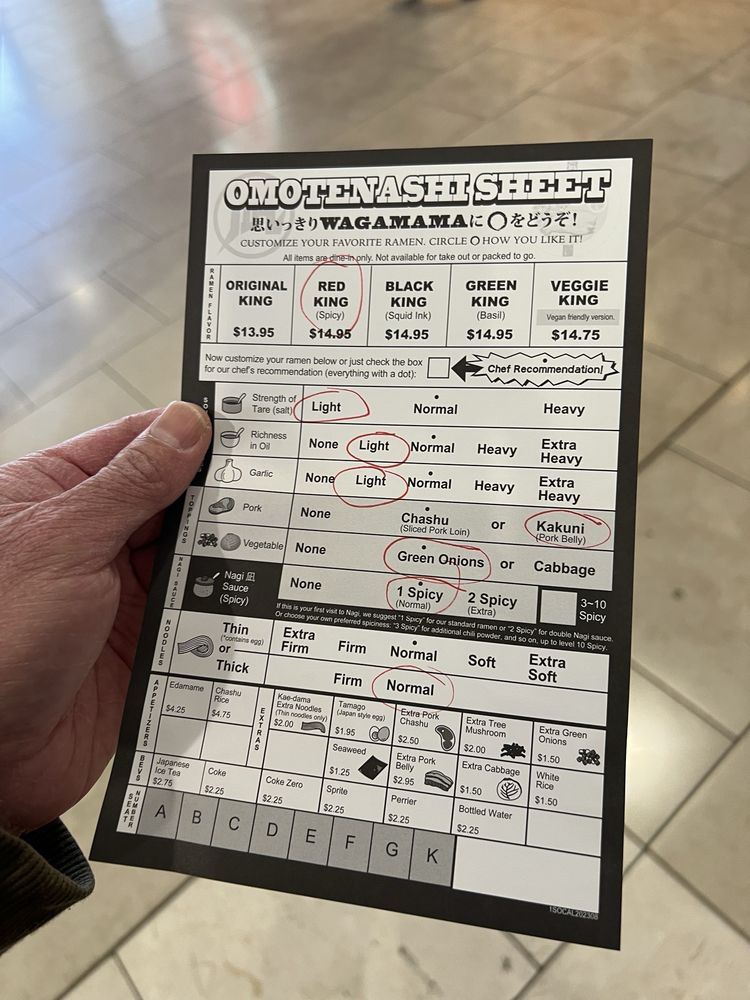 OMOTENASHI SHEET
思いっきりWAGAMAMAに〇をどうぞ!
CUSTOMIZE YOUR FAVORITE RAMEN. CIRCLE O HOW YOU LIKE IT!
All items are dine-in only. Not available for take out or packed to go.
RAMEN FLAVOR
ORIGINAL KING
$13.95
RED KING
(Spicy)
$14.95
BLACK KING
(Squid Ink)
$14.95
GREEN KING
(Basil)
$14.95
VEGGIE KING
Vegan friendly version.
$14.75
Now customize your ramen below or just check the box
for our chef's recommendation (everything with a dot):
Chef Recommendation!
Strength of Tare (salt)
Light Normal Heavy
Richness in Oil
None Light Normal Heavy Extra Heavy
Garlic
None Light Normal Heavy Extra Heavy
TOPPINGS
Pork
None Chashu (Sliced Pork Loin) or Kakuni (Pork Belly)
Vegetable
None Green Onions or Cabbage
NAGI SAUCE
Nagi 凪 Sauce (Spicy)
None 1 Spicy (Normal) 2 Spicy (Extra) 3~10 Spicy
If this is your first visit to Nagi, we suggest "1 Spicy" for our standard ramen or "2 Spicy" for double Nagi sauce.
Or choose your own preferred spiciness: "3 Spicy" for additional chili powder, and so on, up to level 10 Spicy.
NOODLES
Thin (*contains egg)
or
Thick
Extra Firm Firm Normal Soft Extra Soft
Firm Normal
APPETIZERS
Edamame
$4.25
Chashu Rice
$4.75
EXTRAS
Kae-dama Extra Noodles (Thin noodles only)
$2.00
Tamago (Japan style egg)
$1.95
Extra Pork Chashu
$2.50
Extra Tree Mushroom
$2.00
Extra Green Onions
$1.50
Seaweed
$1.25
Extra Pork Belly
$2.95
Extra Cabbage
$1.50
White Rice
$1.50
BEVS
Japanese Ice Tea
$2.75
Coke
$2.25
Coke Zero
$2.25
Sprite
$2.25
Perrier
$2.25
Bottled Water
$2.25
SEAT NUMBER
A B C D E F G K
1SOCAL202308